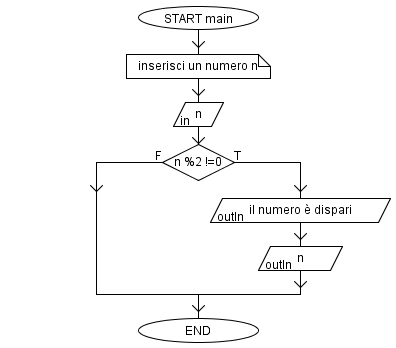 START main
inserisci un numero n
n
in
F
n %2 !=0
T
il numero è dispari
outln
n
outln
END